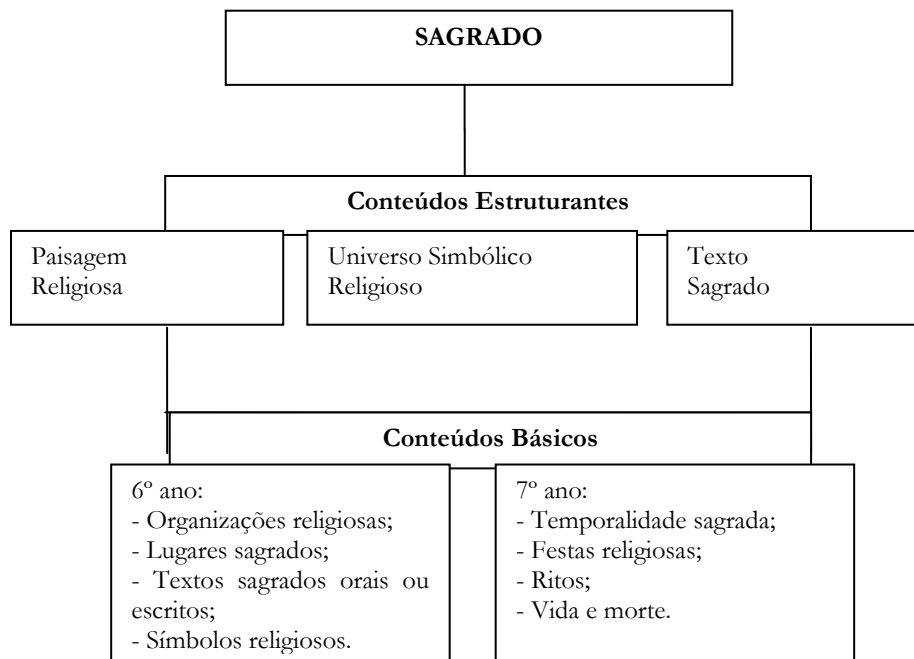 SAGRADO
Conteúdos Estruturantes
Paisagem
Religiosa
Universo Simbólico
Religioso
Texto
Sagrado
Conteúdos Básicos
6º ano:
- Organizações religiosas;
- Lugares sagrados;
- Textos sagrados orais ou
escritos;
- Símbolos religiosos.
7º ano:
- Temporalidade sagrada;
- Festas religiosas;
- Ritos;
- Vida e morte.